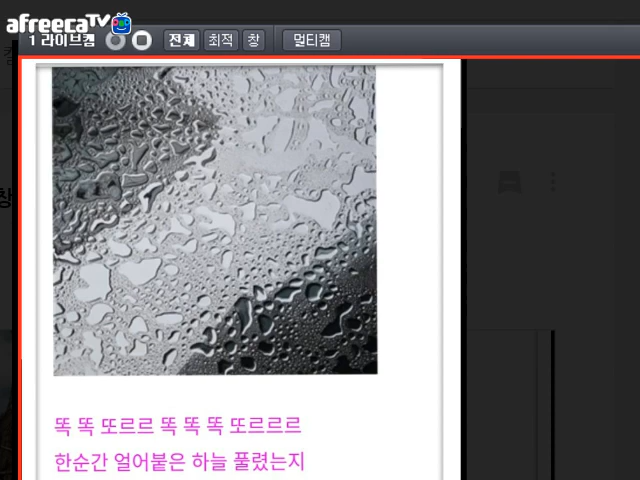 afreecaTV
1 라이브캠 전체 최적 창 멀티캠
똑 똑 또르르 똑 똑 똑 또르르르
한순간 얼어붙은 하늘 풀렸는지